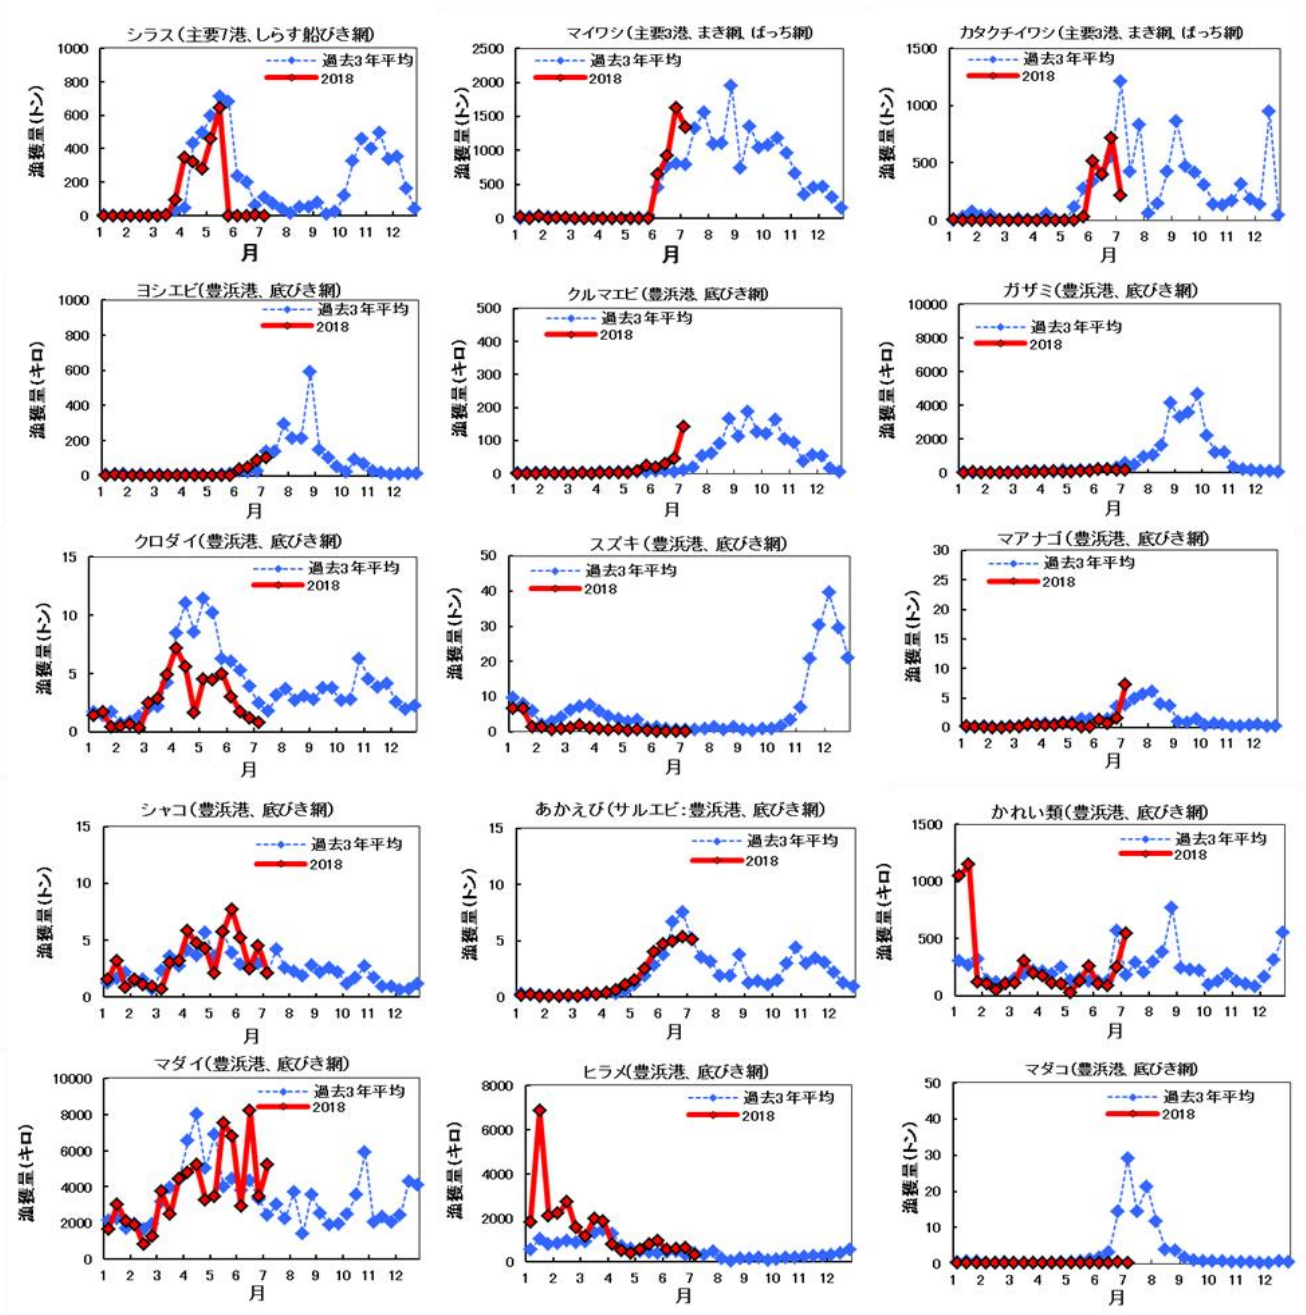 シラス(主要7港、しらす船びき網)
漁獲量(トン)
1000
800
600
400
200
0
過去3年平均
2018
1 2 3 4 5 6 7 8 9 10 11 12
月
マイワシ(主要3港、まき網、ばっち網)
漁獲量(トン)
2500
2000
1500
1000
500
0
過去3年平均
2018
1 2 3 4 5 6 7 8 9 10 11 12
月
カタクチイワシ(主要3港、まき網、ばっち網)
漁獲量(トン)
1500
1000
500
0
過去3年平均
2018
1 2 3 4 5 6 7 8 9 10 11 12
月
ヨシエビ(豊浜港、底びき網)
漁獲量(キロ)
1000
800
600
400
200
0
過去3年平均
2018
1 2 3 4 5 6 7 8 9 10 11 12
月
クルマエビ(豊浜港、底びき網)
漁獲量(キロ)
500
400
300
200
100
0
過去3年平均
2018
1 2 3 4 5 6 7 8 9 10 11 12
月
ガザミ(豊浜港、底びき網)
漁獲量(キロ)
10000
8000
6000
4000
2000
0
過去3年平均
2018
1 2 3 4 5 6 7 8 9 10 11 12
月
クロダイ(豊浜港、底びき網)
漁獲量(トン)
15
10
5
0
過去3年平均
2018
1 2 3 4 5 6 7 8 9 10 11 12
月
スズキ(豊浜港、底びき網)
漁獲量(トン)
50
40
30
20
10
0
過去3年平均
2018
1 2 3 4 5 6 7 8 9 10 11 12
月
マアナゴ(豊浜港、底びき網)
漁獲量(トン)
30
25
20
15
10
5
0
過去3年平均
2018
1 2 3 4 5 6 7 8 9 10 11 12
月
シャコ(豊浜港、底びき網)
漁獲量(トン)
15
10
5
0
過去3年平均
2018
1 2 3 4 5 6 7 8 9 10 11 12
月
あかえび(サルエビ:豊浜港、底びき網)
漁獲量(トン)
15
10
5
0
過去3年平均
2018
1 2 3 4 5 6 7 8 9 10 11 12
月
かれい類(豊浜港、底びき網)
漁獲量(キロ)
1500
1000
500
0
過去3年平均
2018
1 2 3 4 5 6 7 8 9 10 11 12
月
マダイ(豊浜港、底びき網)
漁獲量(キロ)
10000
8000
6000
4000
2000
0
過去3年平均
2018
1 2 3 4 5 6 7 8 9 10 11 12
月
ヒラメ(豊浜港、底びき網)
漁獲量(キロ)
8000
6000
4000
2000
0
過去3年平均
2018
1 2 3 4 5 6 7 8 9 10 11 12
月
マダコ(豊浜港、底びき網)
漁獲量(トン)
50
40
30
20
10
0
過去3年平均
2018
1 2 3 4 5 6 7 8 9 10 11 12
月